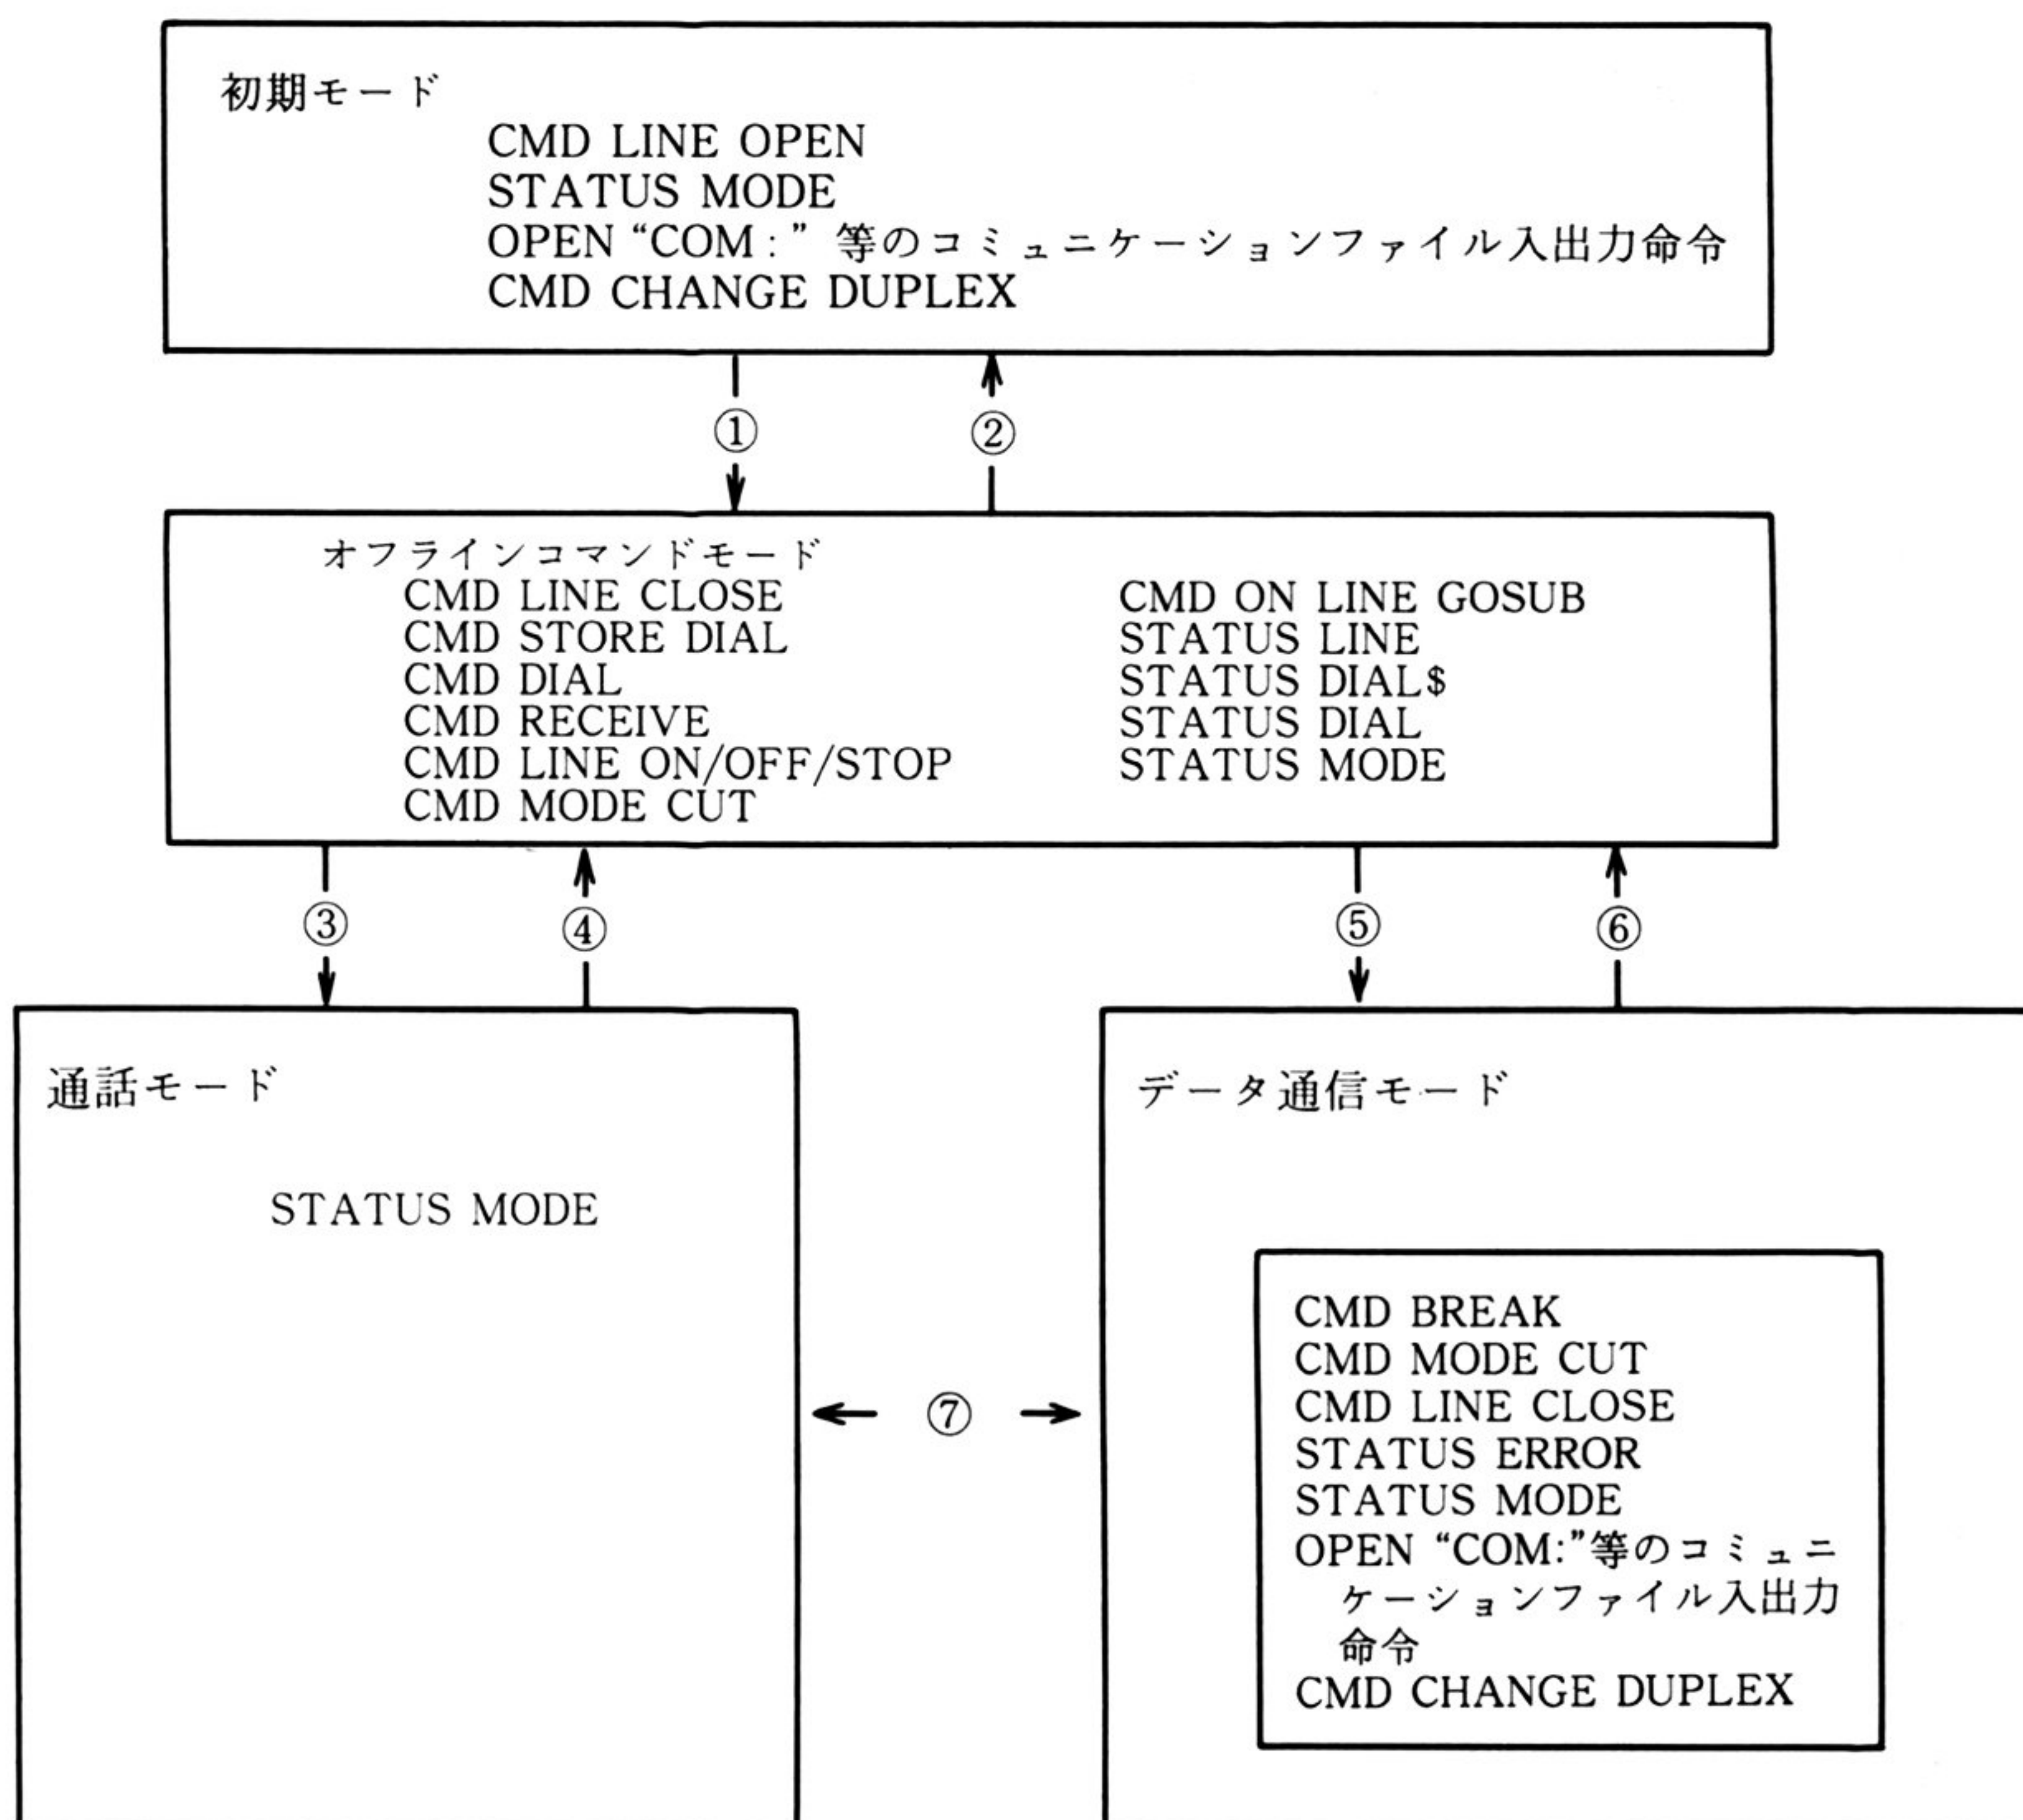 初期モード
CMD LINE OPEN
STATUS MODE
OPEN “COM:” 等のコミュニケーションファイル入出力命令
CMD CHANGE DUPLEX
① ②
オフラインコマンドモード
CMD LINE CLOSE
CMD STORE DIAL
CMD DIAL
CMD RECEIVE
CMD LINE ON/OFF/STOP
CMD MODE CUT
CMD ON LINE GOSUB
STATUS LINE
STATUS DIAL$
STATUS DIAL
STATUS MODE
③ ④ ⑤ ⑥
通話モード
STATUS MODE
⑦
データ通信モード
CMD BREAK
CMD MODE CUT
CMD LINE CLOSE
STATUS ERROR
STATUS MODE
OPEN “COM:”等のコミュニ
ケーションファイル入出力
命令
CMD CHANGE DUPLEX